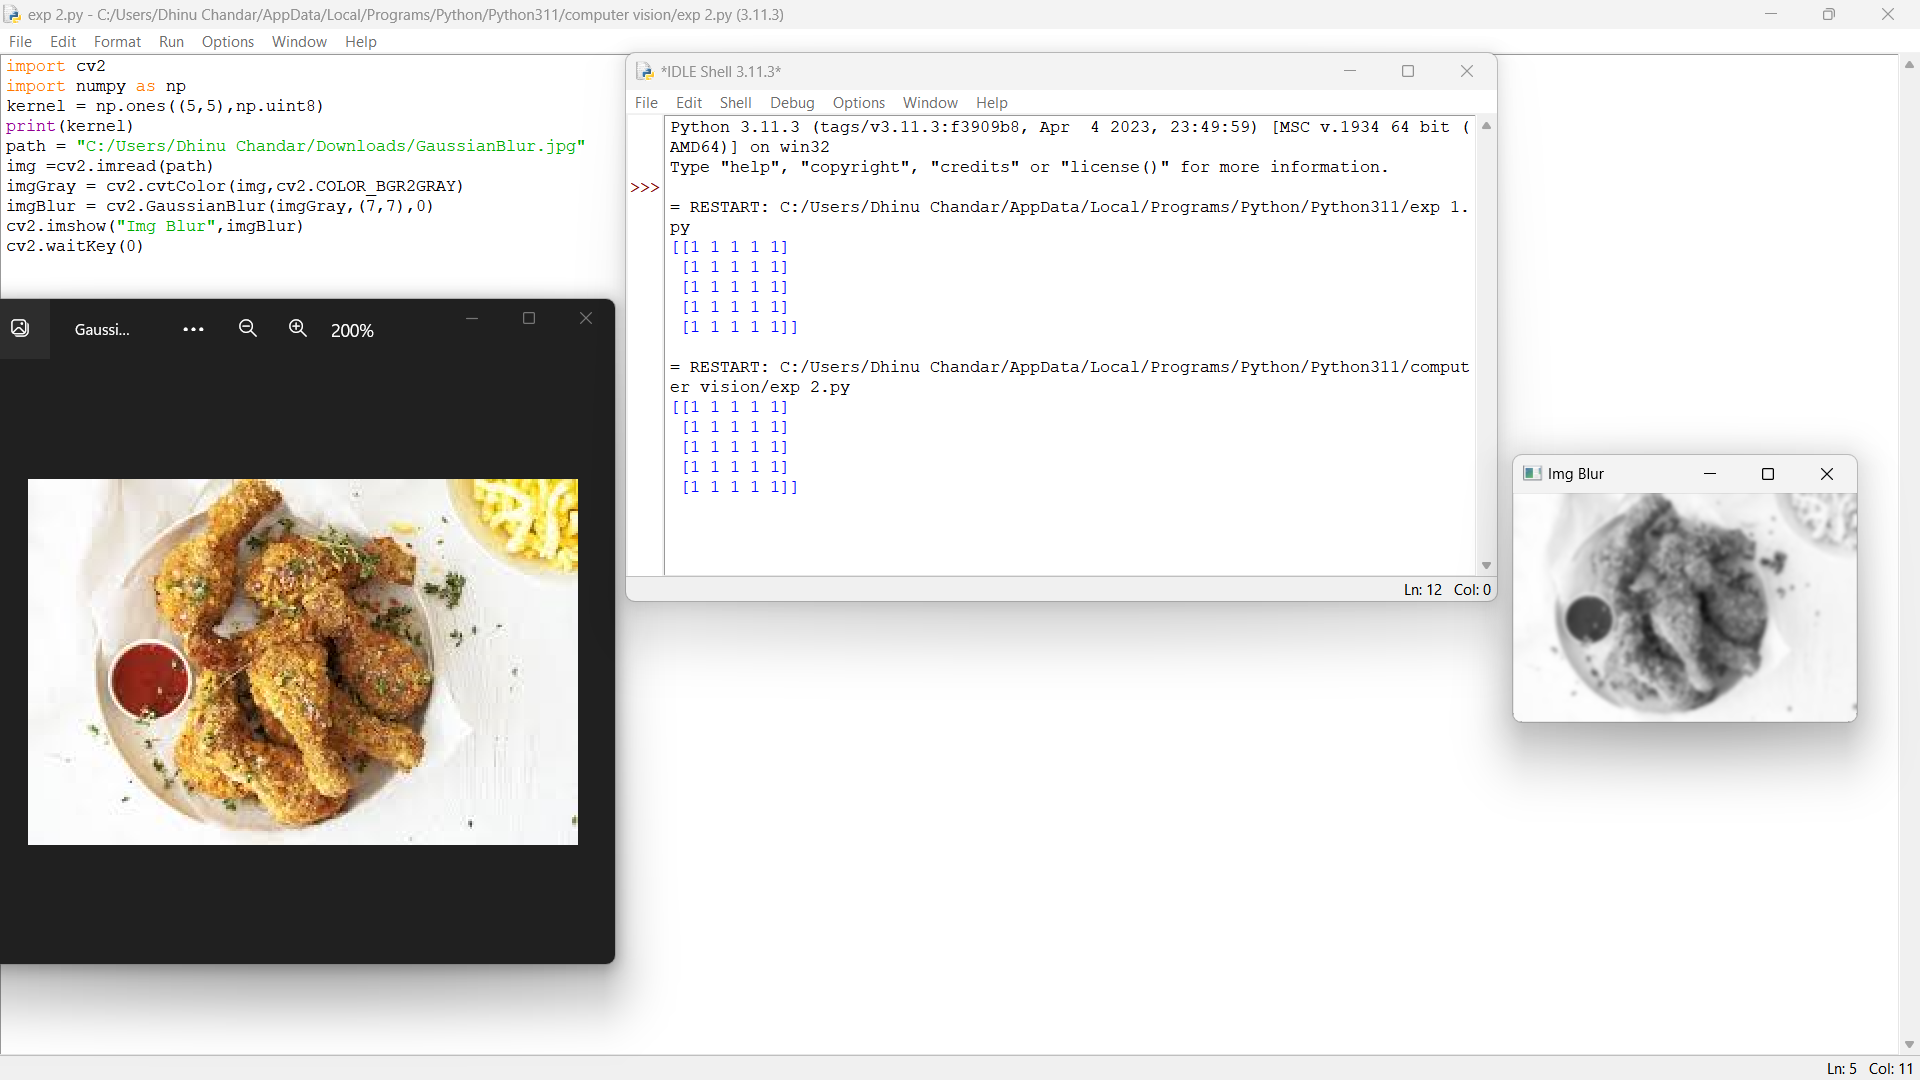 exp 2.py - C:/Users/Dhinu Chandar/AppData/Local/Programs/Python/Python311/computer vision/exp 2.py (3.11.3)
File Edit Format Run Options Window Help
import cv2
import numpy as np
kernel = np.ones((5,5),np.uint8)
print(kernel)
path = "C:/Users/Dhinu Chandar/Downloads/GaussianBlur.jpg"
img =cv2.imread(path)
imgGray = cv2.cvtColor(img,cv2.COLOR_BGR2GRAY)
imgBlur = cv2.GaussianBlur(imgGray,(7,7),0)
cv2.imshow("Img Blur",imgBlur)
cv2.waitKey(0)
*IDLE Shell 3.11.3*
File Edit Shell Debug Options Window Help
Python 3.11.3 (tags/v3.11.3:f3909b8, Apr  4 2023, 23:49:59) [MSC v.1934 64 bit (
AMD64)] on win32
Type "help", "copyright", "credits" or "license()" for more information.
>>>
= RESTART: C:/Users/Dhinu Chandar/AppData/Local/Programs/Python/Python311/exp 1.
py
[[1 1 1 1 1]
 [1 1 1 1 1]
 [1 1 1 1 1]
 [1 1 1 1 1]
 [1 1 1 1 1]]
= RESTART: C:/Users/Dhinu Chandar/AppData/Local/Programs/Python/Python311/comput
er vision/exp 2.py
[[1 1 1 1 1]
 [1 1 1 1 1]
 [1 1 1 1 1]
 [1 1 1 1 1]
 [1 1 1 1 1]]
Ln: 12 Col: 0
Gaussi... ... 200%
Img Blur
Ln: 5 Col: 11